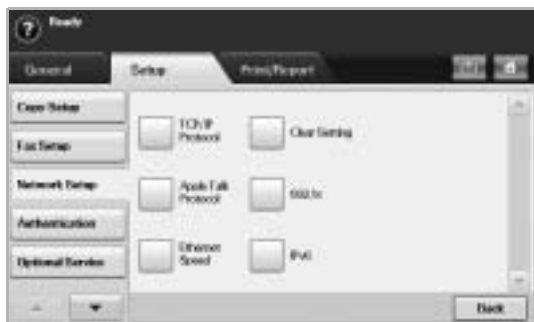 Ready
General
Setup
Print/Report
Copy Setup
Fax Setup
Network Setup
Authentication
Optional Service
TCP/IP
Protocol
Clear Setting
Apple Talk
Protocol
802.1x
Ethernet
Speed
IPv6
Back